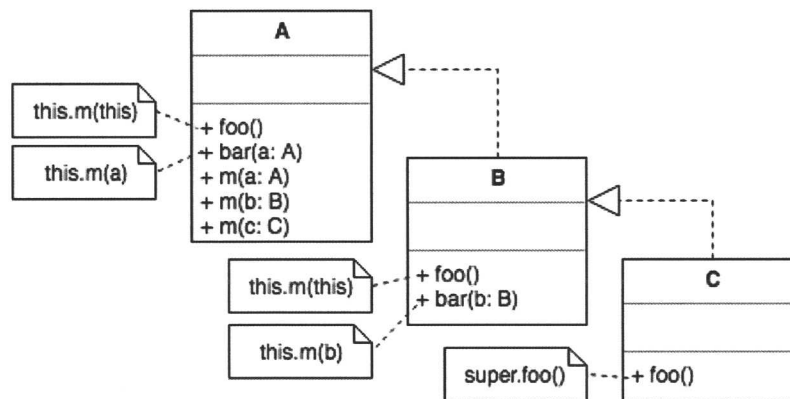 A
this.m(this)
+ foo()
+ bar(a: A)
this.m(a)
+ m(a: A)
+ m(b: B)
+ m(c: C)
B
this.m(this)
+ foo()
+ bar(b: B)
this.m(b)
C
super.foo()
+ foo()